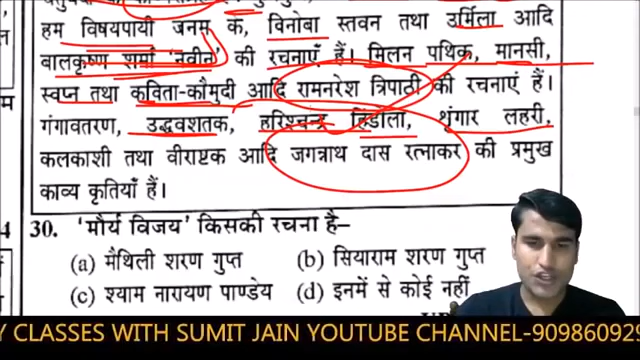 हम विषयपायी जनम के, विनोबा स्तवन तथा उर्मिला आदि
बालकृष्ण शर्मा 'नवीन' की रचनाएँ हैं। मिलन पथिक, मानसी,
स्वप्न तथा कविता-कौमुदी आदि रामनरेश त्रिपाठी की रचनाएं हैं।
गंगावतरण, उद्धवशतक, हरिश्चन्द्र हिंडोला, शृंगार लहरी,
कलकाशी तथा वीराष्टक आदि जगन्नाथ दास रत्नाकर की प्रमुख
काव्य कृतियाँ हैं।
30. 'मौर्य विजय' किसकी रचना है–
(a) मैथिली शरण गुप्त (b) सियाराम शरण गुप्त
(c) श्याम नारायण पाण्डेय (d) इनमें से कोई नहीं
CLASSES WITH SUMIT JAIN YOUTUBE CHANNEL-909860929